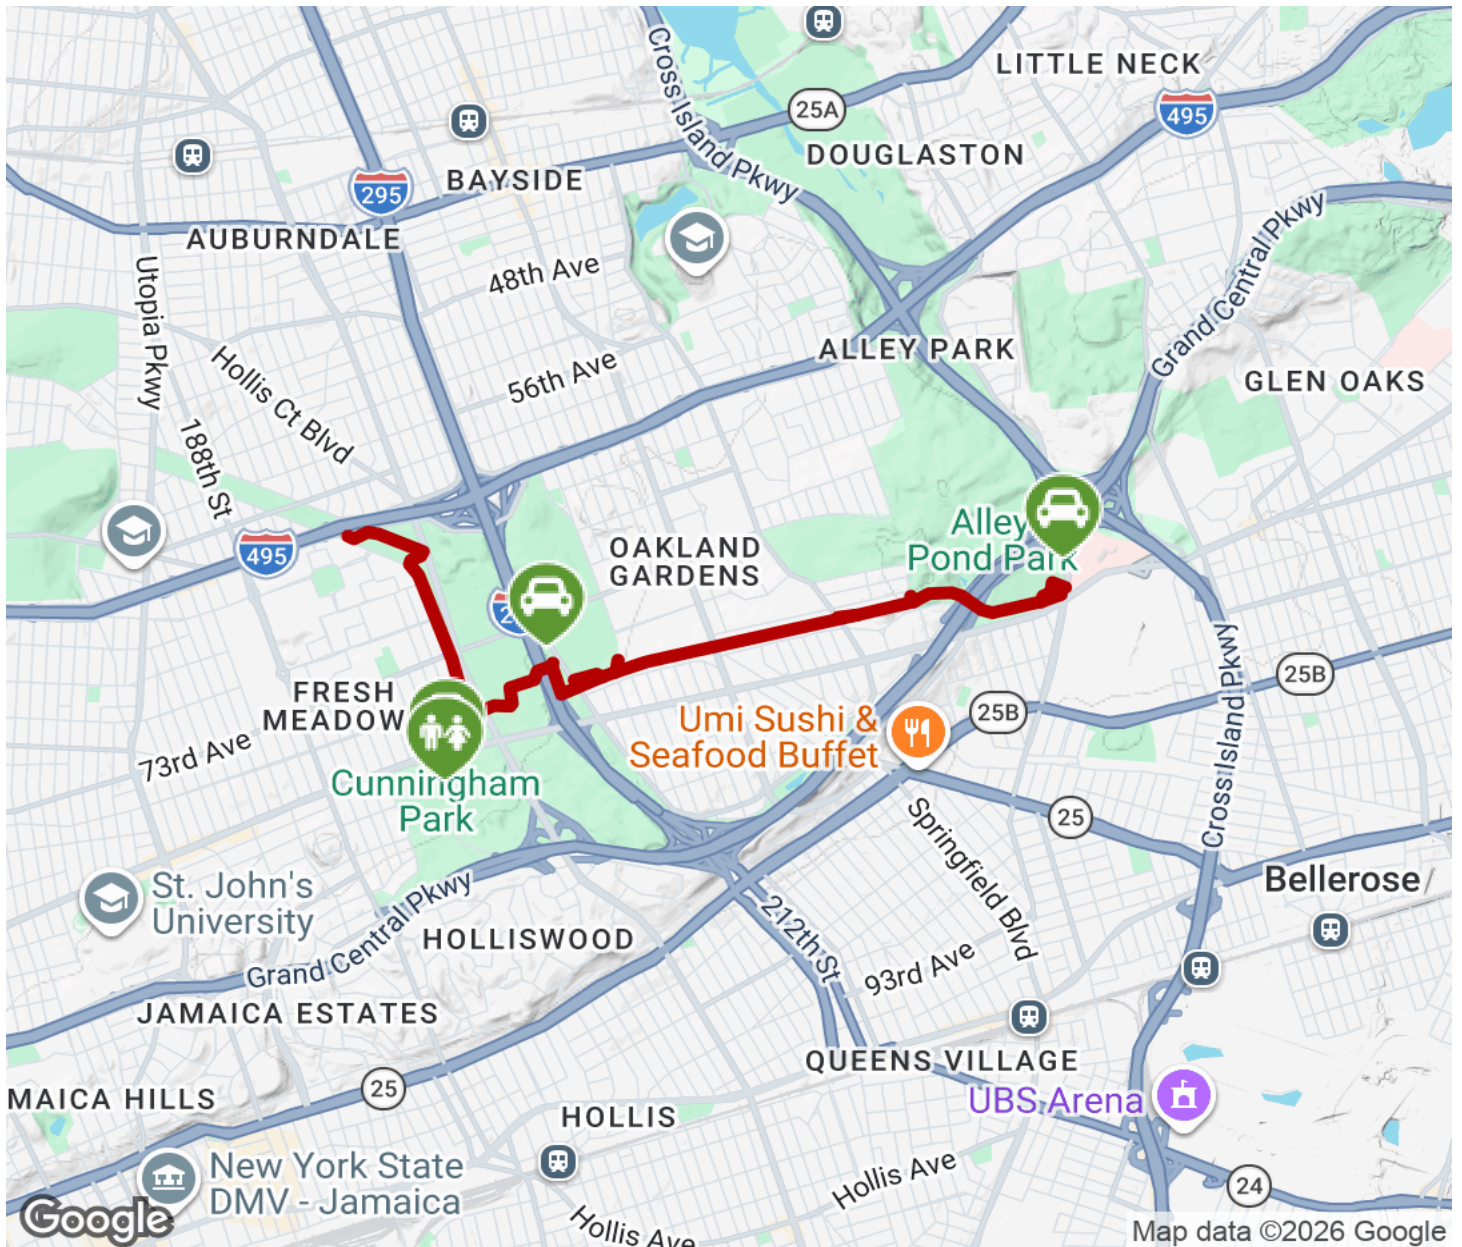 LITTLE NECK
Cross Island Pkwy
25A
495
DOUGLASTON
BAYSIDE
295
AUBURNDALE
Utopia Pkwy
48th Ave
Grand Central Pkwy
ALLEY PARK
56th Ave
Hollis Ct Blvd
GLEN OAKS
188th St
Alley
Pond Park
OAKLAND
GARDENS
495
FRESH
MEADOW
73rd Ave
Cunningham
Park
Umi Sushi &
Seafood Buffet
25B
25B
Cross Island Pkwy
25
Springfield Blvd
Bellerose
St. John's
University
Grand Central Pkwy
HOLLISWOOD
212th St
93rd Ave
JAMAICA ESTATES
QUEENS VILLAGE
25
MAICA HILLS
UBS Arena
HOLLIS
New York State
DMV - Jamaica
Hollis Ave
24
Hollis Ave
Google
Map data ©2026 Google